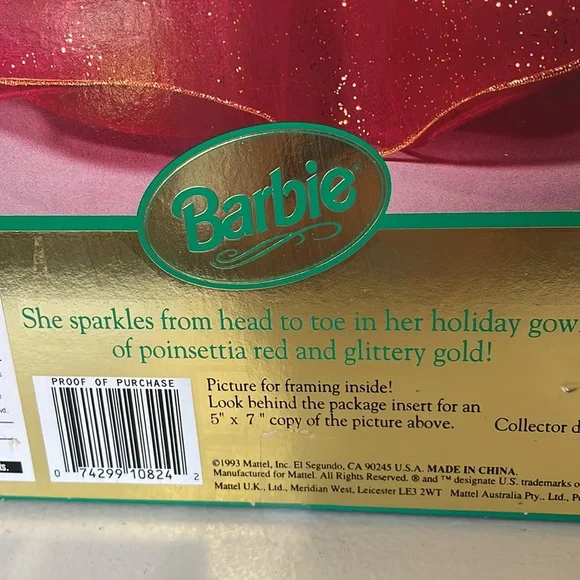 Barbie®
She sparkles from head to toe in her holiday
of poinsettia red and glittery gold!
PROOF OF PURCHASE
0 74299 10824 2
Picture for framing inside!
Look behind the package insert for an
5" x 7" copy of the picture above.
Collector
©1993 Mattel, Inc. El Segundo, CA 90245 U.S.A. MADE IN CHINA.
Manufactured for Mattel. All Rights Reserved. ® and ™ designate U.S. trademarks
Mattel U.K., Ltd., Meridian West, Leicester LE3 2WT Mattel Australia Pty., Ltd.,